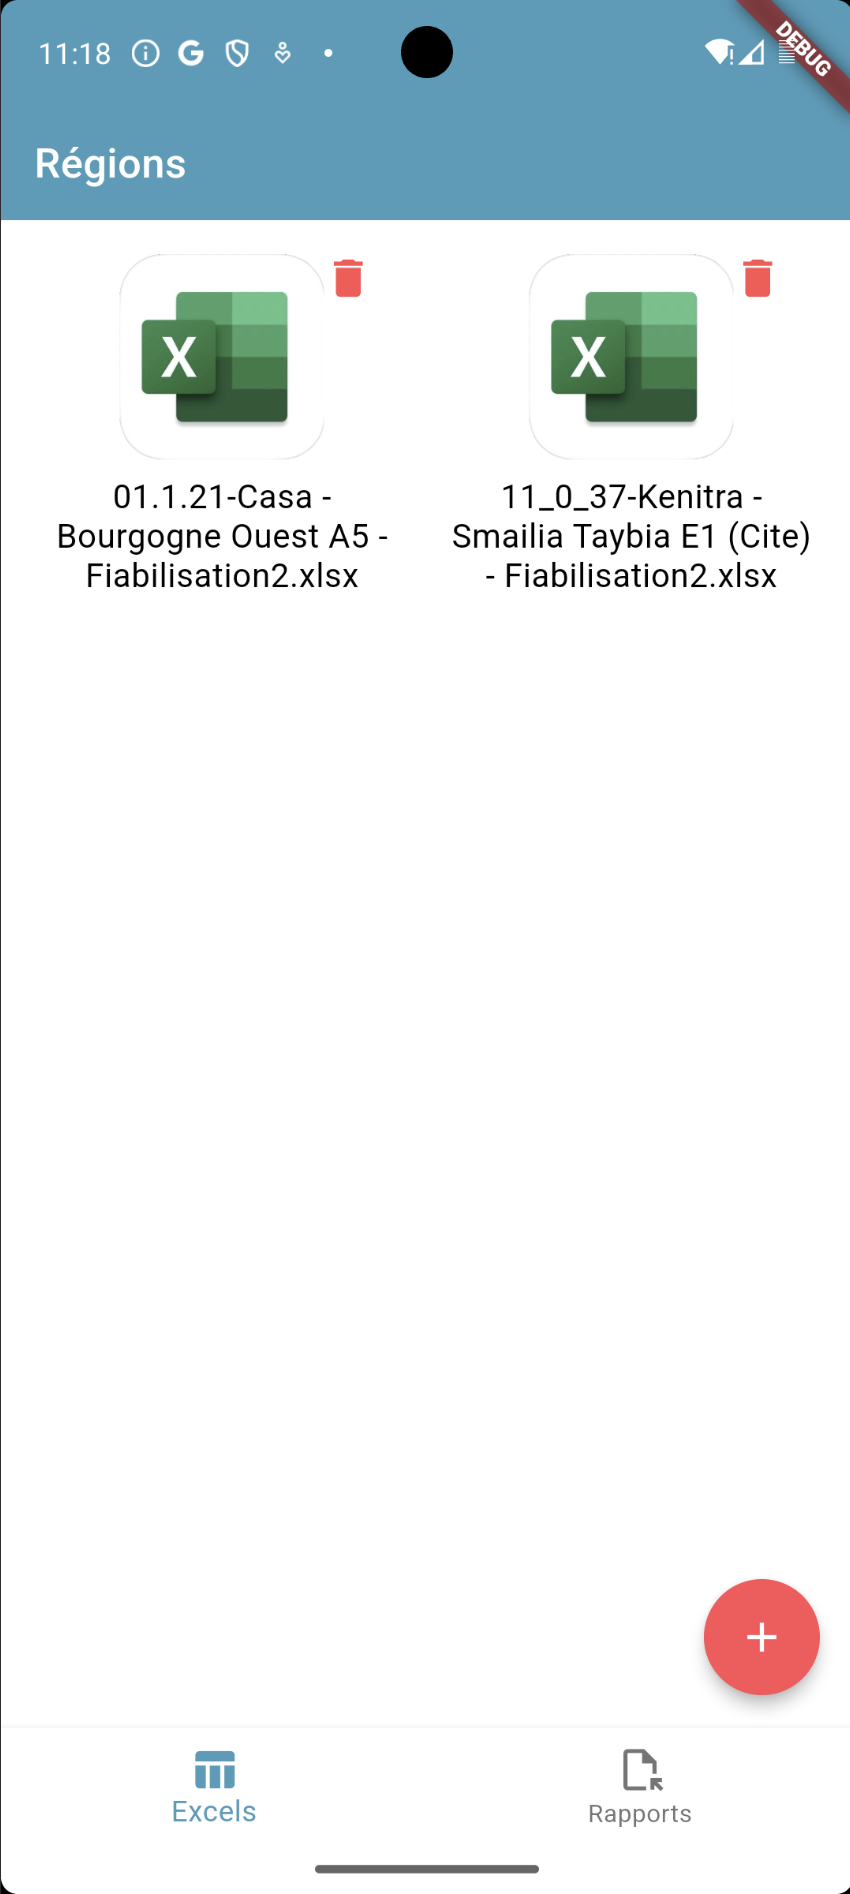 11:18
DEBUG
Régions
X
X
01.1.21-Casa -
Bourgogne Ouest A5 -
Fiabilisation2.xlsx
11_0_37-Kenitra -
Smailia Taybia E1 (Cite)
- Fiabilisation2.xlsx
Excels
Rapports